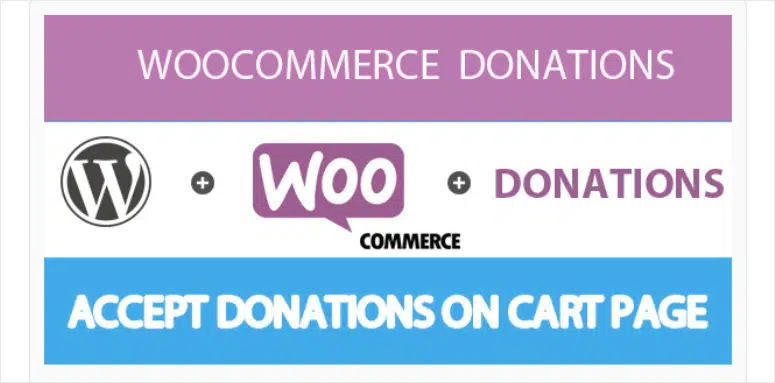 WOOCOMMERCE DONATIONS
W + WOO COMMERCE + DONATIONS
ACCEPT DONATIONS ON CART PAGE